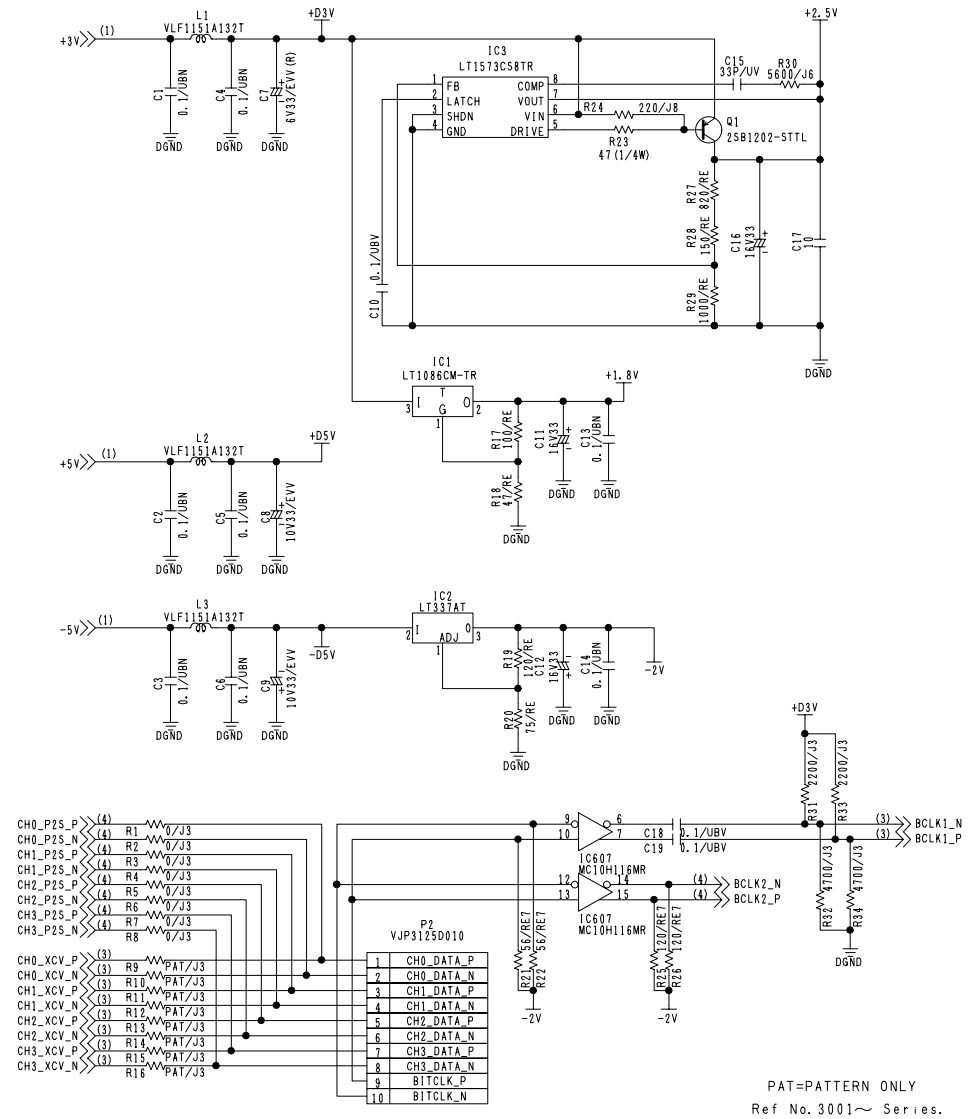 +3V (1)
L1
VLF1151A132T
+D3V
C1
0.1/UBN
C4
0.1/UBN
C7
6V33/EVV(R)
DGND
DGND
DGND
IC3
LT1573CS8TR
1 FB
2 LATCH
3 SHDN
4 GND
COMP 8
VOUT 7
VIN 6
DRIVE 5
C15
33P/UV
R30
5600/J6
+2.5V
R24 220/J8
R23
47(1/4W)
Q1
2SB1202-STTL
R27
820/RE
R28
150/RE
R29
1000/RE
C16
16V33
C17
10
C10 0.1/UBV
DGND
IC1
LT1086CM-TR
3 I T O 2
G
1
+1.8V
R17
100/RE
R18
47/RE
C11
16V33
C13
0.1/UBN
DGND
DGND
DGND
+5V (1)
L2
VLF1151A132T
+D5V
C2
0.1/UBN
C5
0.1/UBN
C8
10V33/EVV
DGND
DGND
DGND
-5V (1)
L3
VLF1151A132T
-D5V
C3
0.1/UBN
C6
0.1/UBN
C9
10V33/EVV
DGND
DGND
DGND
IC2
LT337AT
2 I O 3
ADJ
1
R19
120/RE
R20
75/RE
C12
16V33
C14
0.1/UBN
-2V
DGND
DGND
DGND
CH0_P2S_P (4)
CH0_P2S_N (4)
CH1_P2S_P (4)
CH1_P2S_N (4)
CH2_P2S_P (4)
CH2_P2S_N (4)
CH3_P2S_P (4)
CH3_P2S_N (4)
R1 0/J3
R2 0/J3
R3 0/J3
R4 0/J3
R5 0/J3
R6 0/J3
R7 0/J3
R8 0/J3
CH0_XCV_P (3)
CH0_XCV_N (3)
CH1_XCV_P (3)
CH1_XCV_N (3)
CH2_XCV_P (3)
CH2_XCV_N (3)
CH3_XCV_P (3)
CH3_XCV_N (3)
R9 PAT/J3
R10 PAT/J3
R11 PAT/J3
R12 PAT/J3
R13 PAT/J3
R14 PAT/J3
R15 PAT/J3
R16 PAT/J3
P2
VJP3125D010
1 CH0_DATA_P
2 CH0_DATA_N
3 CH1_DATA_P
4 CH1_DATA_N
5 CH2_DATA_P
6 CH2_DATA_N
7 CH3_DATA_P
8 CH3_DATA_N
9 BITCLK_P
10 BITCLK_N
9 6
10 7
IC607
MC10H116MR
12 14
13 15
IC607
MC10H116MR
C18 0.1/UBV
C19 0.1/UBV
R21 56/RE7
R22 56/RE7
-2V
R25 120/RE7
R26 120/RE7
-2V
(4) BCLK2_N
(4) BCLK2_P
+D3V
R31 2200/J3
R33 2200/J3
R32 4700/J3
R34 4700/J3
DGND
(3) BCLK1_N
(3) BCLK1_P
PAT=PATTERN ONLY
Ref No.3001~ Series.